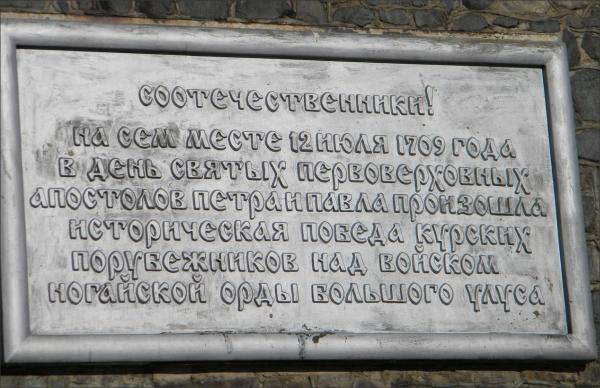 соотечественники!
на сем месте 12 июля 1709 года
в день святых первоверховных
апостолов петра и павла произошла
историческая победа курских
порубежников над войском
ногайской орды большого улуса